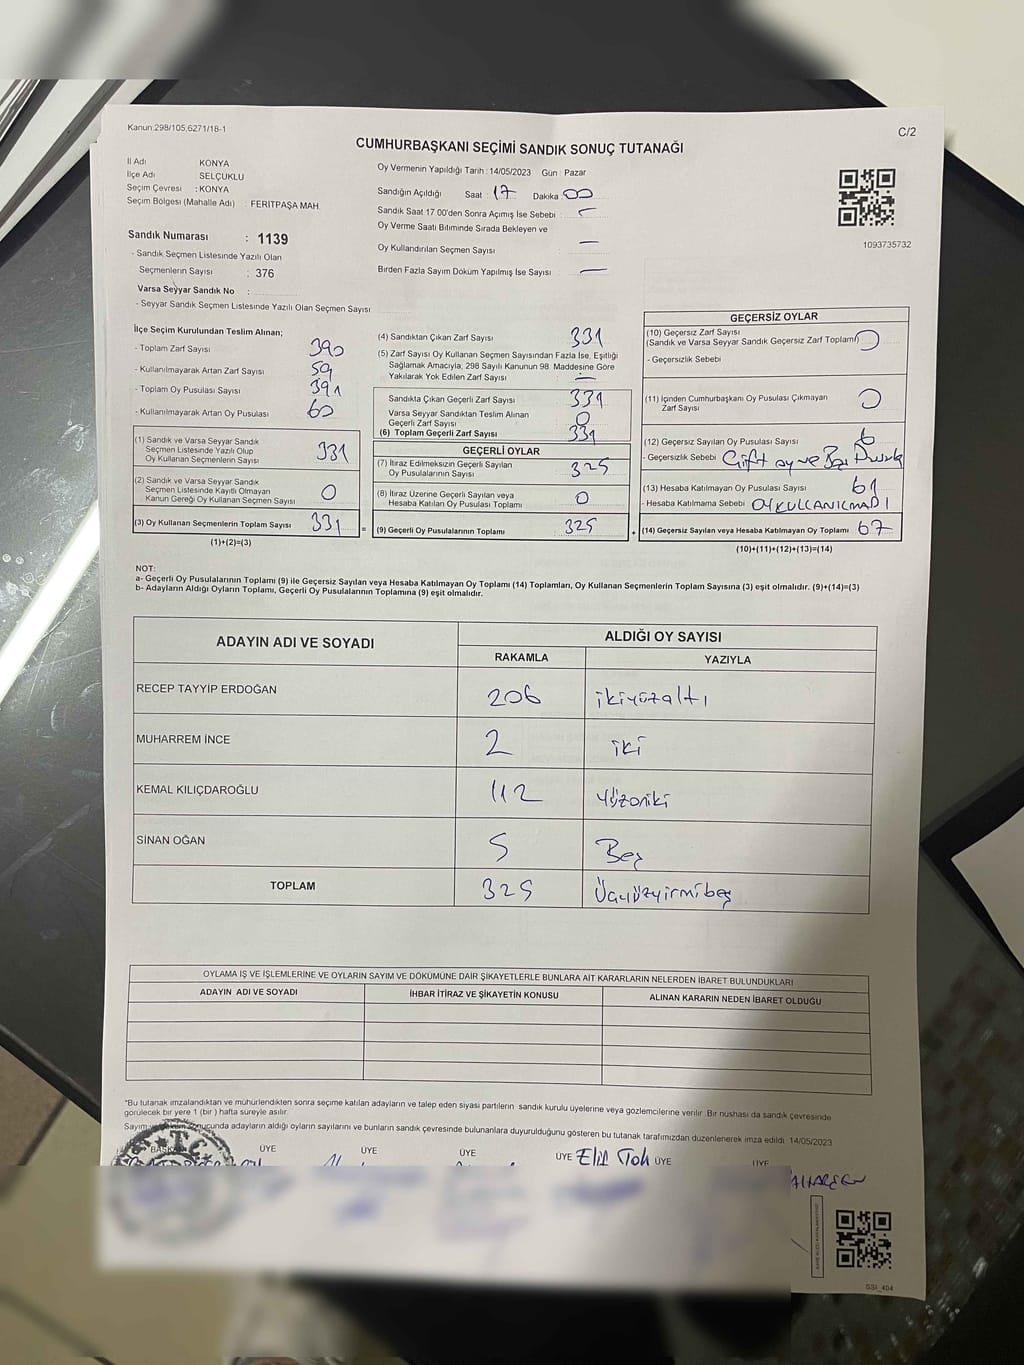 Kanun:298/105,6271/18-1
C/2
CUMHURBAŞKANI SEÇİMİ SANDIK SONUÇ TUTANAĞI
İl Adı KONYA
İlçe Adı SELÇUKLU
Seçim Çevresi : KONYA
Seçim Bölgesi (Mahalle Adı) : FERİTPAŞA MAH.
Sandık Numarası : 1139
- Sandık Seçmen Listesinde Yazılı Olan
Seçmenlerin Sayısı : 376
Varsa Seyyar Sandık No :
- Seyyar Sandık Seçmen Listesinde Yazılı Olan Seçmen Sayısı
Oy Vermenin Yapıldığı Tarih : 14/05/2023 Gün : Pazar
Sandığın Açıldığı Saat : 17 Dakika : 00
Sandık Saat 17 00'den Sonra Açımış İse Sebebi : -
Oy Verme Saati Bitiminde Sırada Bekleyen ve
Oy Kullandırılan Seçmen Sayısı —
Birden Fazla Sayım Döküm Yapılmış İse Sayısı —
1093735732
İlçe Seçim Kurulundan Teslim Alınan;
- Toplam Zarf Sayısı 390
- Kullanılmayarak Artan Zarf Sayısı 59
- Toplam Oy Pusulası Sayısı 391
- Kullanılmayarak Artan Oy Pusulası 60
(1) Sandık ve Varsa Seyyar Sandık
Seçmen Listesinde Yazılı Olup
Oy Kullanan Seçmenlerin Sayısı 331
(2) Sandık ve Varsa Seyyar Sandık
Seçmen Listesinde Kayıtlı Olmayan
Kanun Gereği Oy Kullanan Seçmen Sayısı 0
(3) Oy Kullanan Seçmenlerin Toplam Sayısı 331
(1)+(2)=(3)
(4) Sandıktan Çıkan Zarf Sayısı 331
(5) Zarf Sayısı Oy Kullanan Seçmen Sayısından Fazla İse, Eşitliği
Sağlamak Amacıyla, 298 Sayılı Kanunun 98. Maddesine Göre
Yakılarak Yok Edilen Zarf Sayısı —
Sandıkta Çıkan Geçerli Zarf Sayısı 331
Varsa Seyyar Sandıktan Teslim Alınan
Geçerli Zarf Sayısı 0
(6) Toplam Geçerli Zarf Sayısı 331
GEÇERLİ OYLAR
(7) İtiraz Edilmeksizin Geçerli Sayılan
Oy Pusulalarının Sayısı 325
(8) İtiraz Üzerine Geçerli Sayılan veya
Hesaba Katılan Oy Pusulaları Toplamı 0
= (9) Geçerli Oy Pusulalarının Toplamı 325
GEÇERSİZ OYLAR
(10) Geçersiz Zarf Sayısı
(Sandık ve Varsa Seyyar Sandık Geçersiz Zarf Toplamı) 0
- Geçersizlik Sebebi
(11) İçinden Cumhurbaşkanı Oy Pusulası Çıkmayan
Zarf Sayısı 0
(12) Geçersiz Sayılan Oy Pusulası Sayısı 6
- Geçersizlik Sebebi Çift oy ve Boş Pusula
(13) Hesaba Katılmayan Oy Pusulası Sayısı 61
- Hesaba Katılmama Sebebi OY KULLANILMADI
+ (14) Geçersiz Sayılan veya Hesaba Katılmayan Oy Toplamı 67
(10)+(11)+(12)+(13)=(14)
NOT:
a- Geçerli Oy Pusulalarının Toplamı (9) ile Geçersiz Sayılan veya Hesaba Katılmayan Oy Toplamı (14) Toplamları, Oy Kullanan Seçmenlerin Toplam Sayısına (3) eşit olmalıdır. (9)+(14)=(3)
b- Adayların Aldığı Oyların Toplamı, Geçerli Oy Pusulalarının Toplamına (9) eşit olmalıdır.
ADAYIN ADI VE SOYADI ALDIĞI OY SAYISI
RAKAMLA YAZIYLA
RECEP TAYYİP ERDOĞAN 206 ikiyüzaltı
MUHARREM İNCE 2 iki
KEMAL KILIÇDAROĞLU 112 Yüzoniki
SİNAN OĞAN 5 Beş
TOPLAM 325 Üçyüzyirmibeş
OYLAMA İŞ VE İŞLEMLERİNE VE OYLARIN SAYIM VE DÖKÜMÜNE DAİR ŞİKAYETLERLE BUNLARA AİT KARARLARIN NELERDEN İBARET BULUNDUKLARI
ADAYIN ADI VE SOYADI İHBAR İTİRAZ VE ŞİKAYETİN KONUSU ALINAN KARARIN NEDEN İBARET OLDUĞU
*Bu tutanak imzalandıktan ve mühürlendikten sonra seçime katılan adayların ve talep eden siyasi partilerin sandık kurulu üyelerine veya gözlemcilerine verilir. Bir nüshası da sandık çevresinde
görülecek bir yere 1 (bir ) hafta süreyle asılır.
Sayım sonucunda adayların aldığı oyların sayılarını ve bunların sandık çevresinde bulunanlara duyurulduğunu gösteren bu tutanak tarafımızdan düzenlenerek imza edildi. 14/05/2023
BAŞKAN ÜYE ÜYE ÜYE ÜYE ÜYE ÜYE
Elif Tok
SSI_404